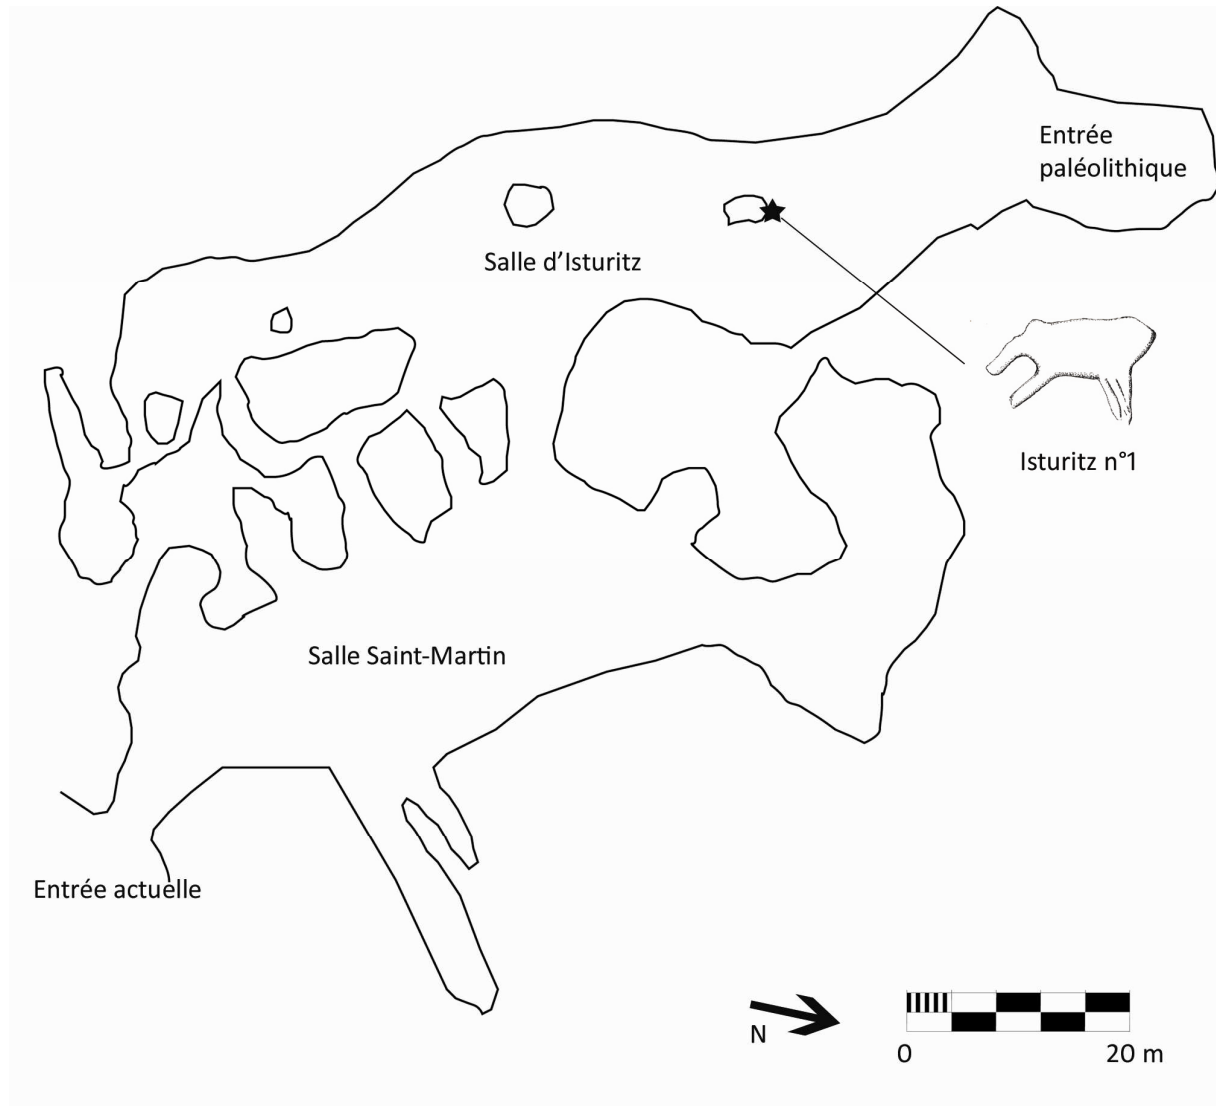 Entrée
paléolithique
Salle d’Isturitz
Isturitz n°1
Salle Saint-Martin
Entrée actuelle
N
0
20 m